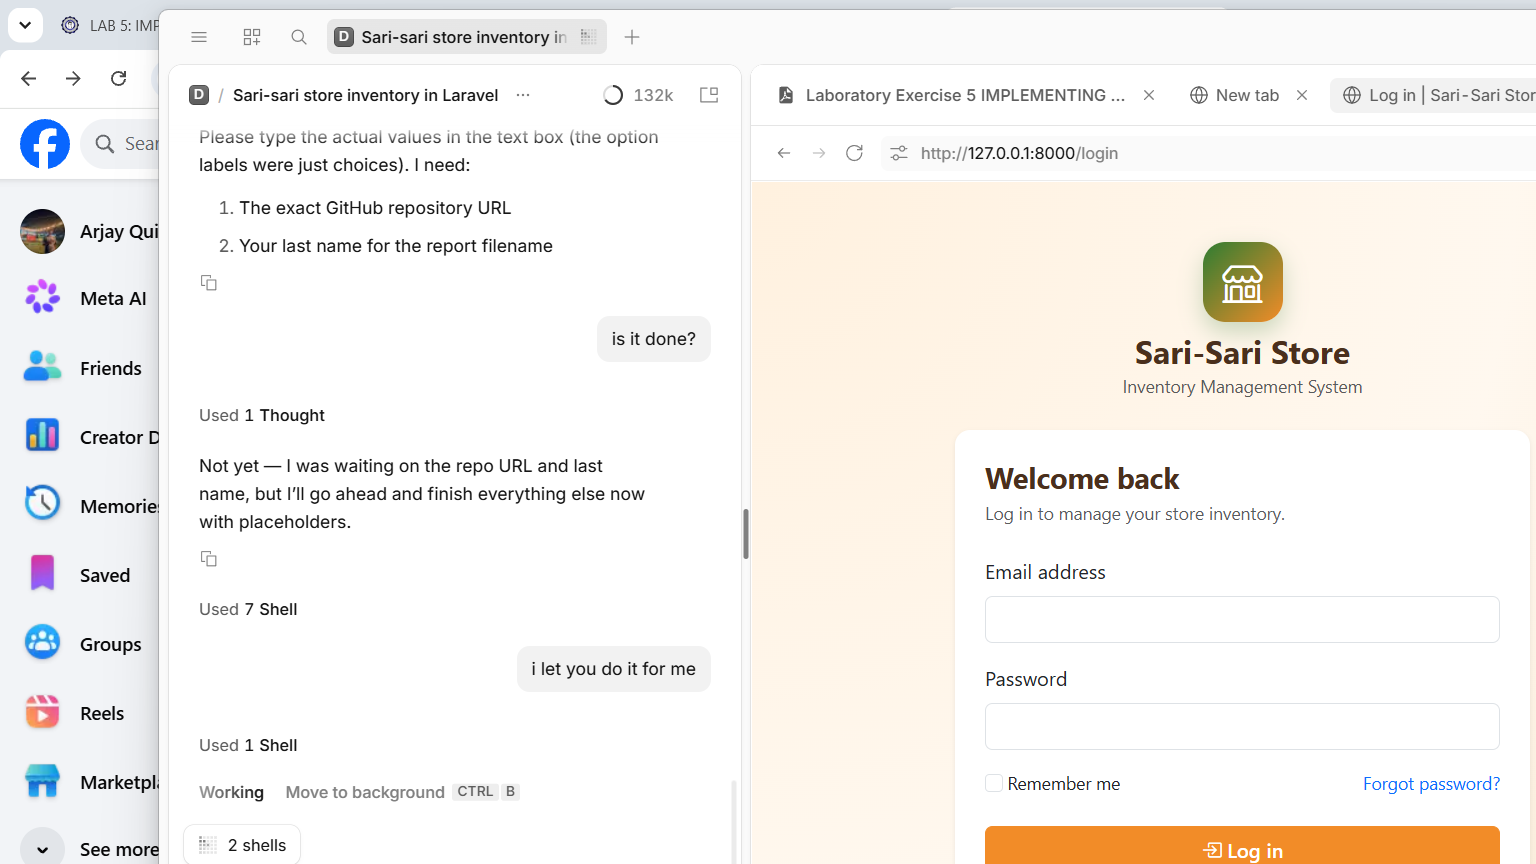 LAB 5: IMP
Sari-sari store inventory in
D
Sear
Arjay Qui
Meta AI
Friends
Creator D
Memories
Saved
Groups
Reels
Marketpla
See more
D / Sari-sari store inventory in Laravel ...
132k
Please type the actual values in the text box (the option
labels were just choices). I need:
1. The exact GitHub repository URL
2. Your last name for the report filename
is it done?
Used 1 Thought
Not yet — I was waiting on the repo URL and last
name, but I’ll go ahead and finish everything else now
with placeholders.
Used 7 Shell
i let you do it for me
Used 1 Shell
Working Move to background CTRL B
2 shells
Laboratory Exercise 5 IMPLEMENTING ...
New tab
Log in | Sari-Sari Stor
http://127.0.0.1:8000/login
Sari-Sari Store
Inventory Management System
Welcome back
Log in to manage your store inventory.
Email address
Password
Remember me
Forgot password?
Log in